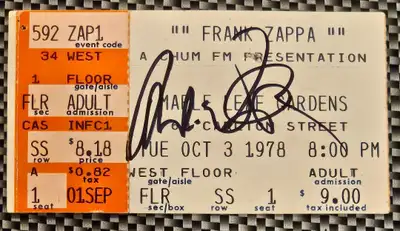 592 ZAP1
event code
34 WEST
1 FLOOR
gate/aisle
FLR ADULT
sec admission
CAS INFC1
SS $ 8.18
row price
A $0.82
tax
1 01SEP
seat
"" FRANK ZAPPA ""
A CHUM FM PRESENTATION
MAPLE LEAF GARDENS
STREET
TUE OCT 3 1978 8:00 PM
WEST FLOOR ADULT
gate/aisle admission
FLR SS 1 $ 9.00
sec/box row seat tax included